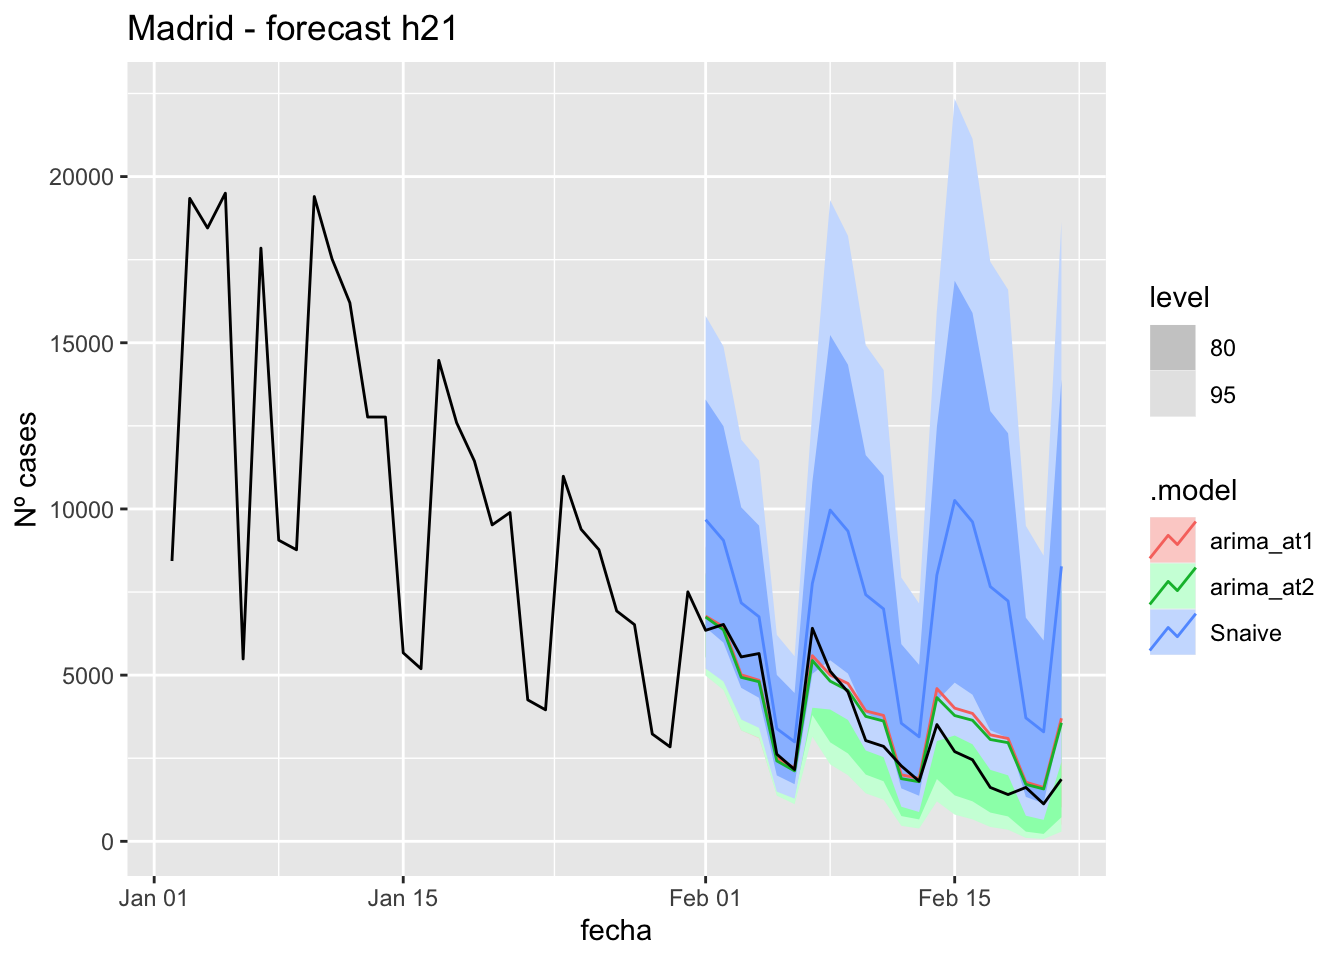 Madrid - forecast h21
Nº cases
20000
15000
10000
5000
0
Jan 01
Jan 15
Feb 01
Feb 15
fecha
level
80
95
.model
arima_at1
arima_at2
Snaive